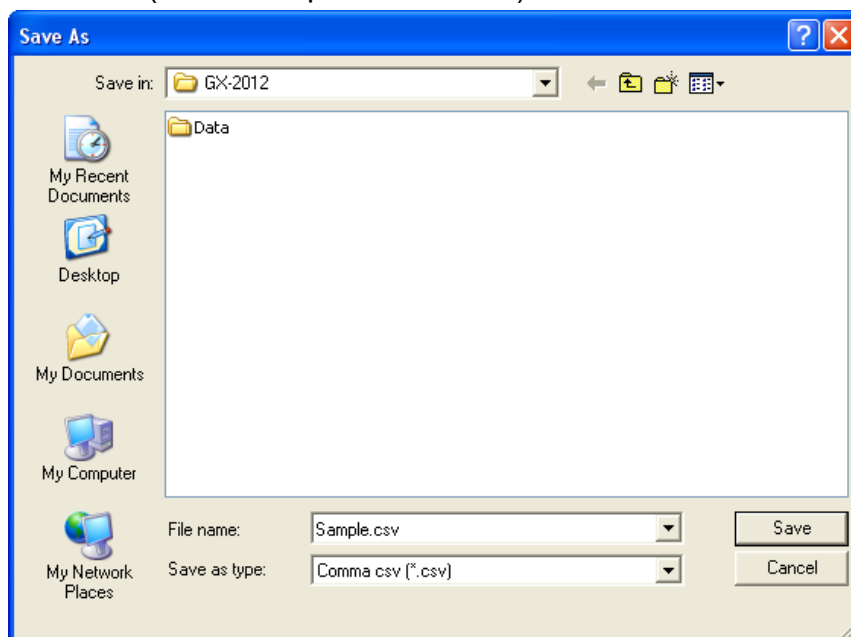 Save As
Save in:
GX-2012
Data
My Recent
Documents
Desktop
My Documents
My Computer
My Network
Places
File name:
Sample.csv
Save
Save as type:
Comma csv (*.csv)
Cancel